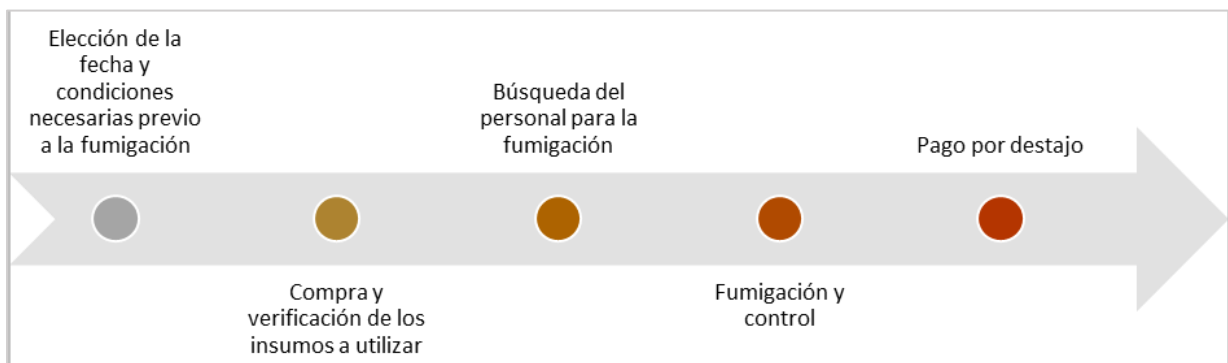 Elección de la
fecha y
condiciones
necesarias previo
a la fumigación
Compra y
verificación de los
insumos a utilizar
Búsqueda del
personal para la
fumigación
Fumigación y
control
Pago por destajo